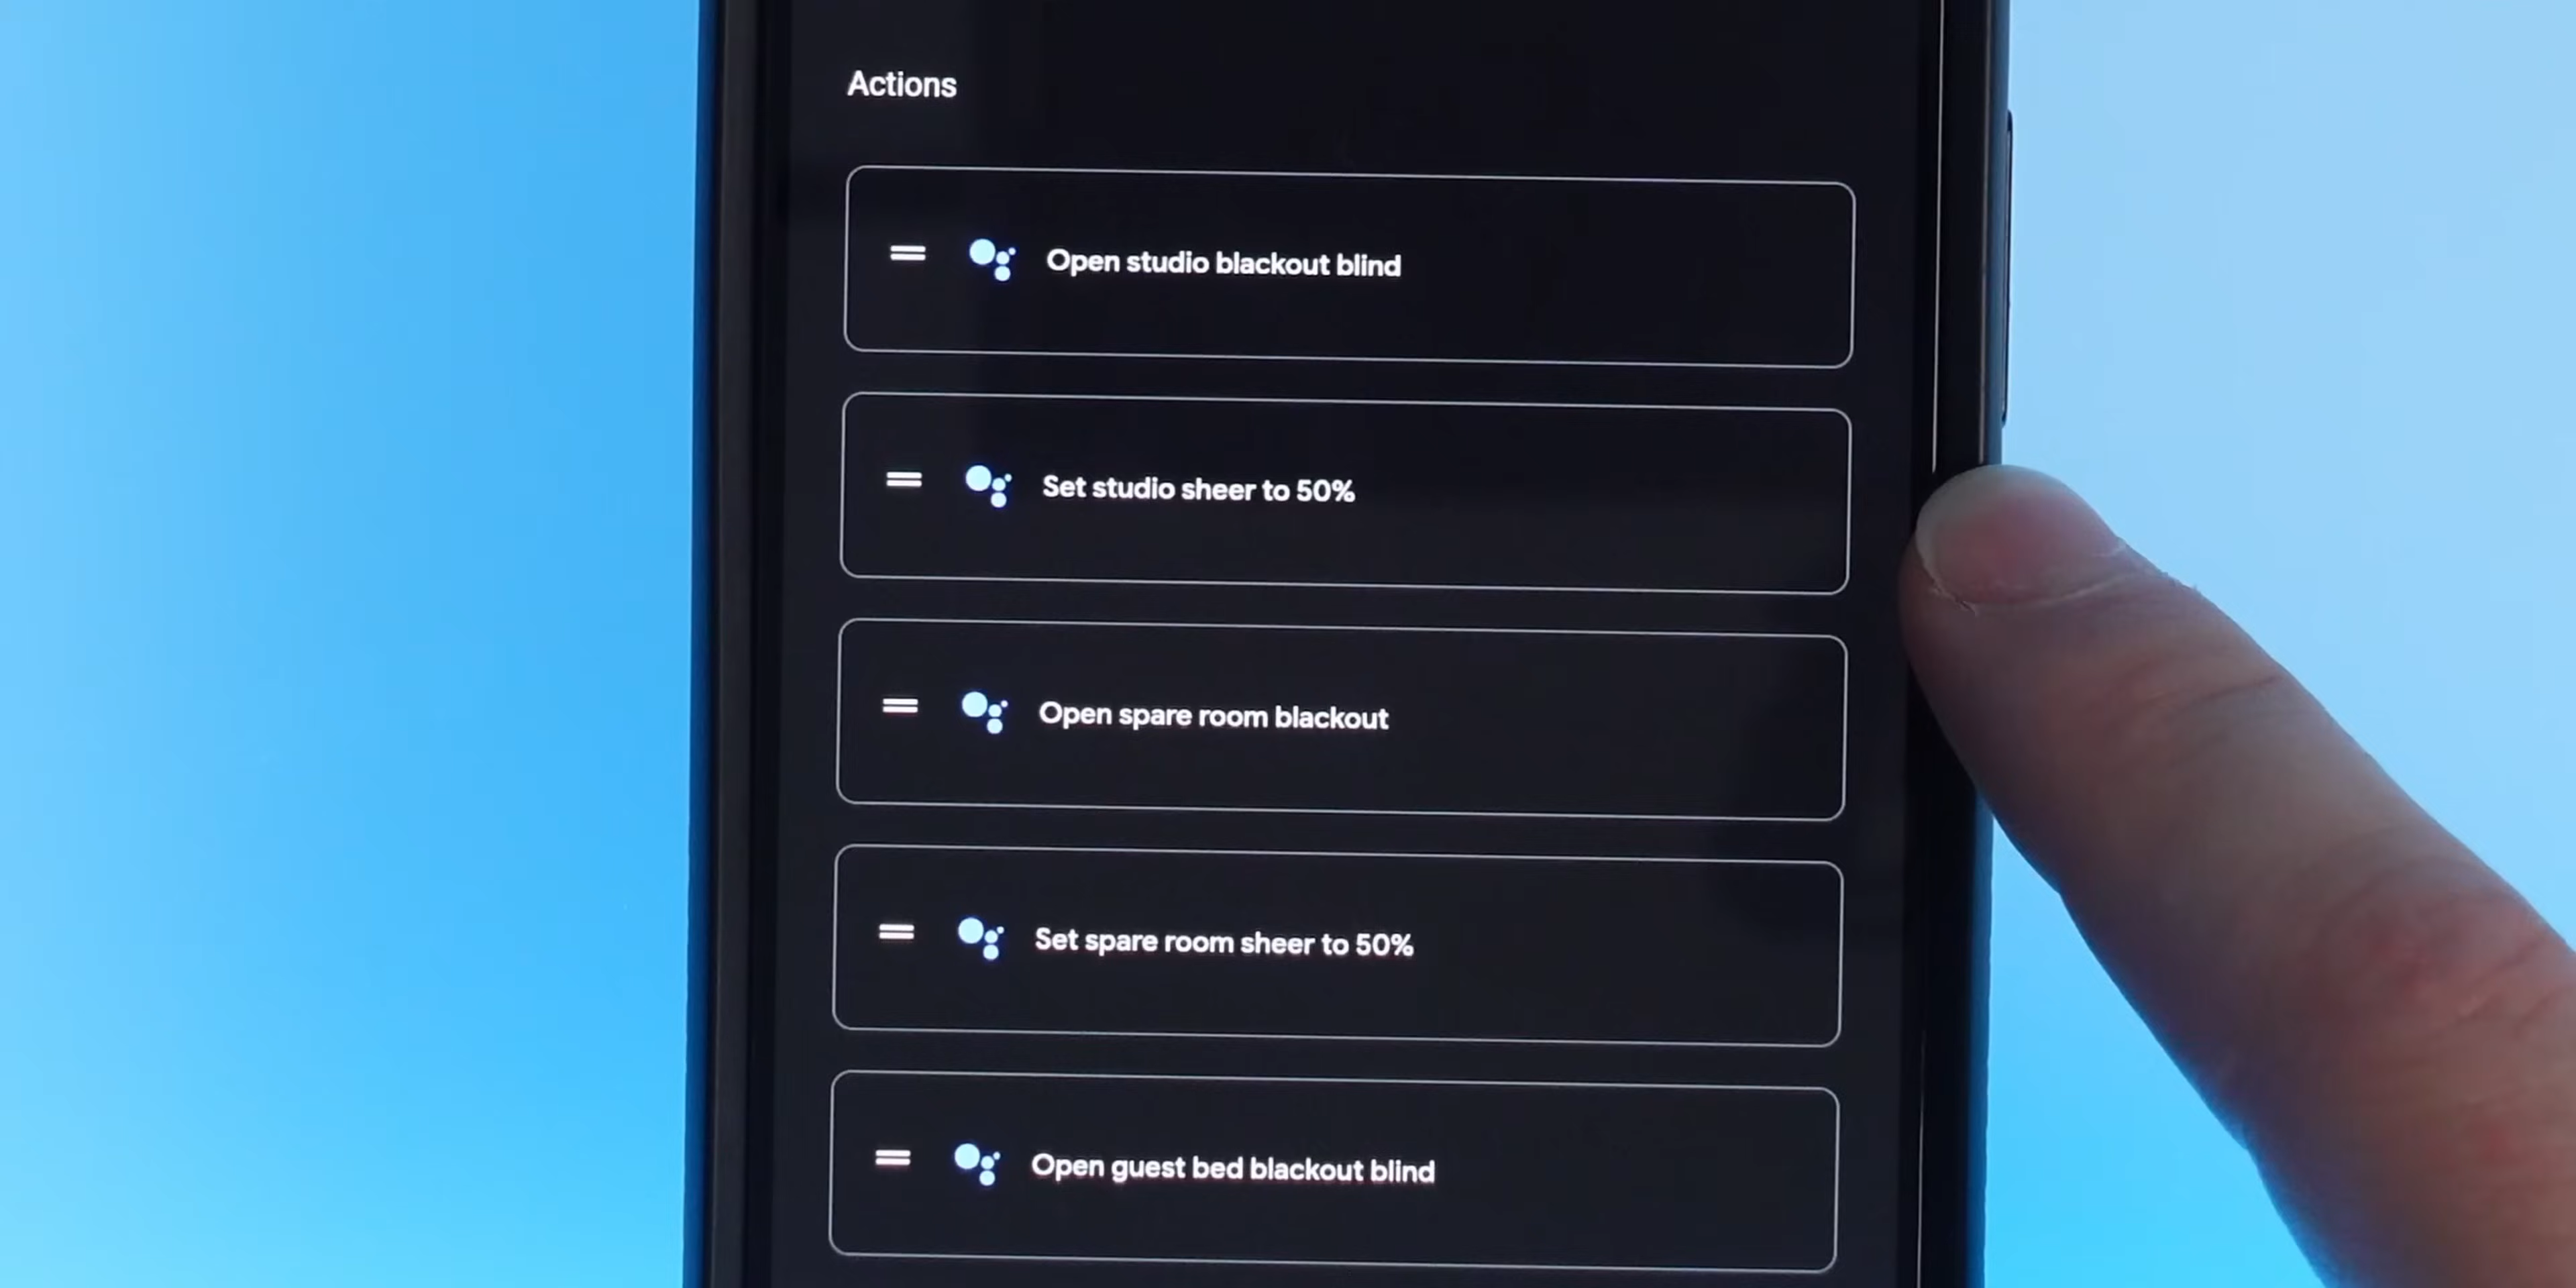 Actions
Open studio blackout blind
Set studio sheer to 50%
Open spare room blackout
Set spare room sheer to 50%
Open guest bed blackout blind